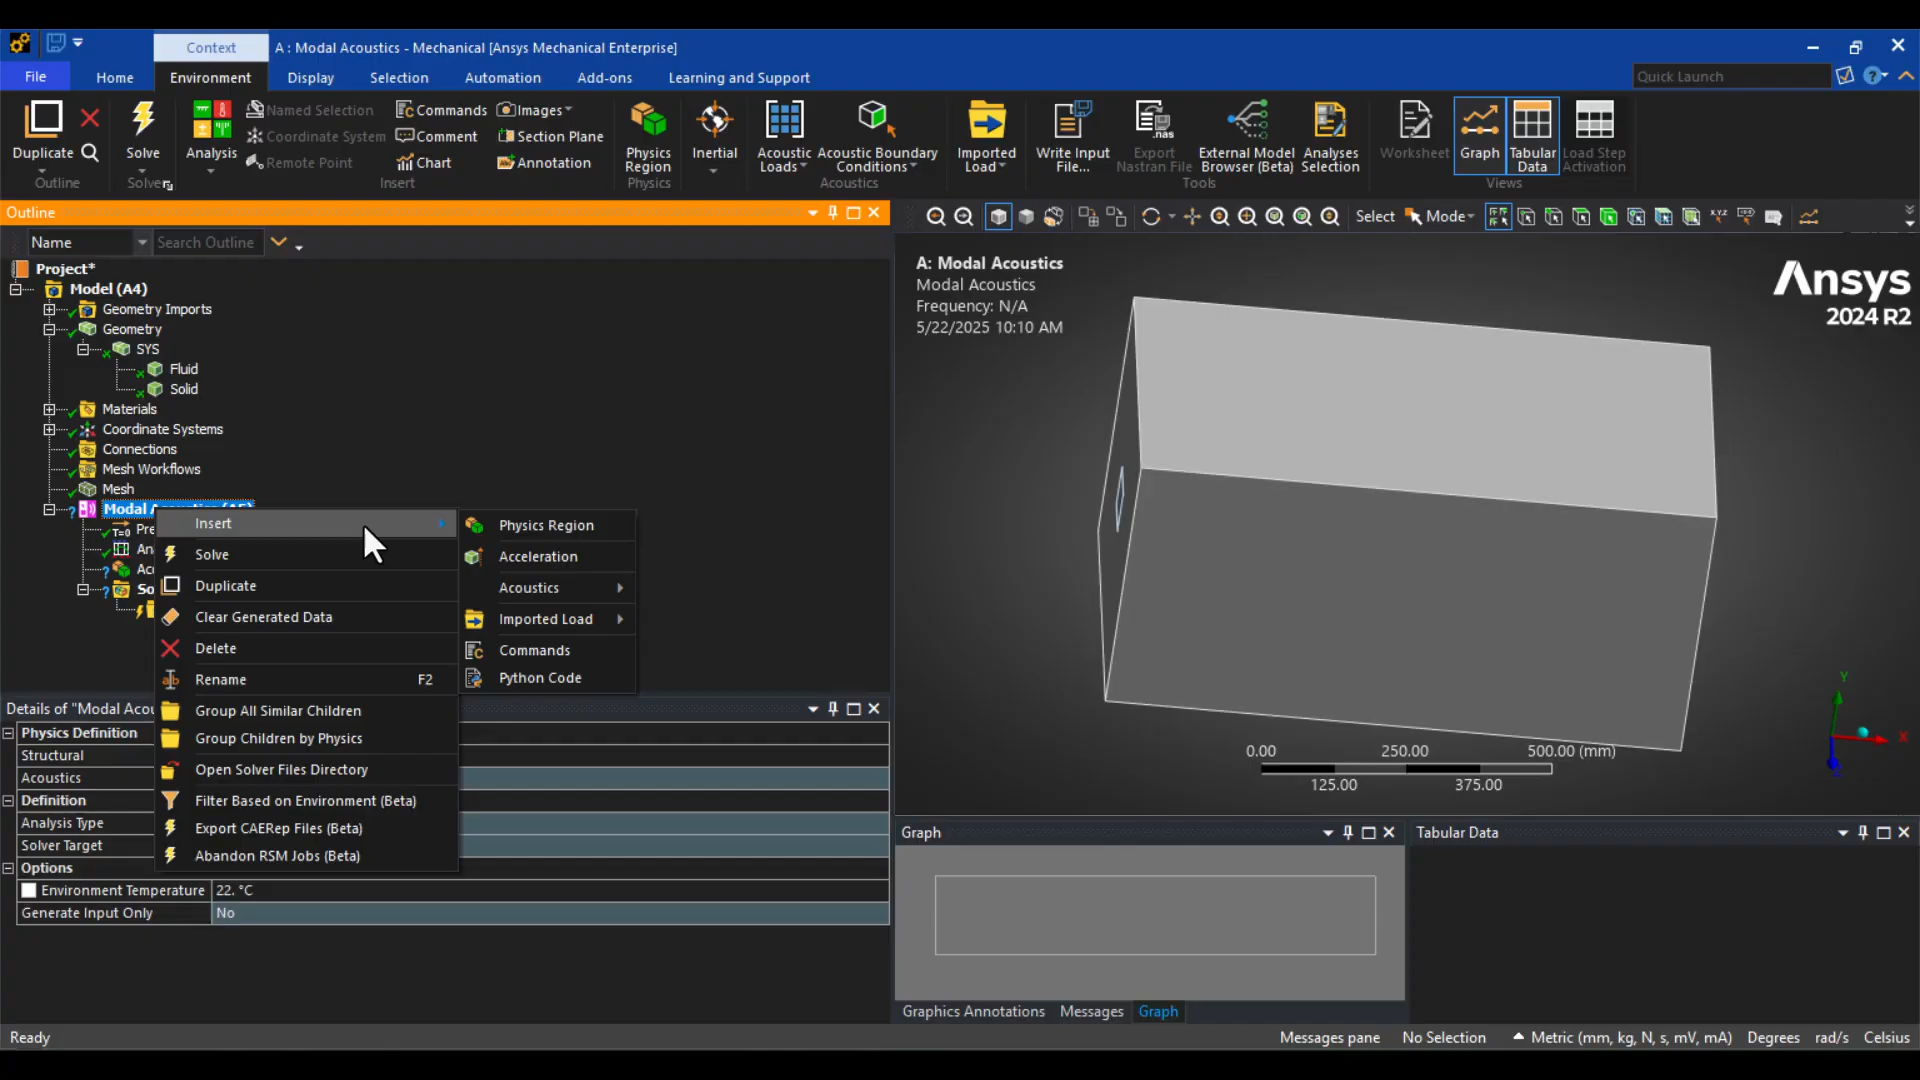 Context
A : Modal Acoustics - Mechanical [Ansys Mechanical Enterprise]
File
Home
Environment
Display
Selection
Automation
Add-ons
Learning and Support
Quick Launch
Duplicate
Outline
Solve
Solver
Analysis
Named Selection
Coordinate System
Remote Point
Commands
Comment
Chart
Images
Section Plane
Annotation
Insert
Physics
Region
Physics
Inertial
Acoustic
Loads
Acoustic Boundary
Conditions
Acoustics
Imported
Load
Write Input
File...
Export
Nastran File
External Model
Browser (Beta)
Analyses
Selection
Tools
Worksheet
Graph
Tabular
Data
Load Step
Activation
Views
Outline
Name
Search Outline
Project*
Model (A4)
Geometry Imports
Geometry
SYS
Fluid
Solid
Materials
Coordinate Systems
Connections
Mesh Workflows
Mesh
Insert
Solve
Duplicate
Clear Generated Data
Delete
Rename F2
Group All Similar Children
Group Children by Physics
Open Solver Files Directory
Filter Based on Environment (Beta)
Export CAERep Files (Beta)
Abandon RSM Jobs (Beta)
Physics Region
Acceleration
Acoustics
Imported Load
Commands
Python Code
Details of "Modal Acou
Physics Definition
Structural
Acoustics
Definition
Analysis Type
Solver Target
Options
Environment Temperature 22. °C
Generate Input Only No
Select
Mode
A: Modal Acoustics
Modal Acoustics
Frequency: N/A
5/22/2025 10:10 AM
Ansys
2024 R2
0.00 250.00 500.00 (mm)
125.00 375.00
Y
X
Graph
Tabular Data
Graphics Annotations
Messages
Graph
Ready
Messages pane
No Selection
Metric (mm, kg, N, s, mV, mA)
Degrees
rad/s
Celsius